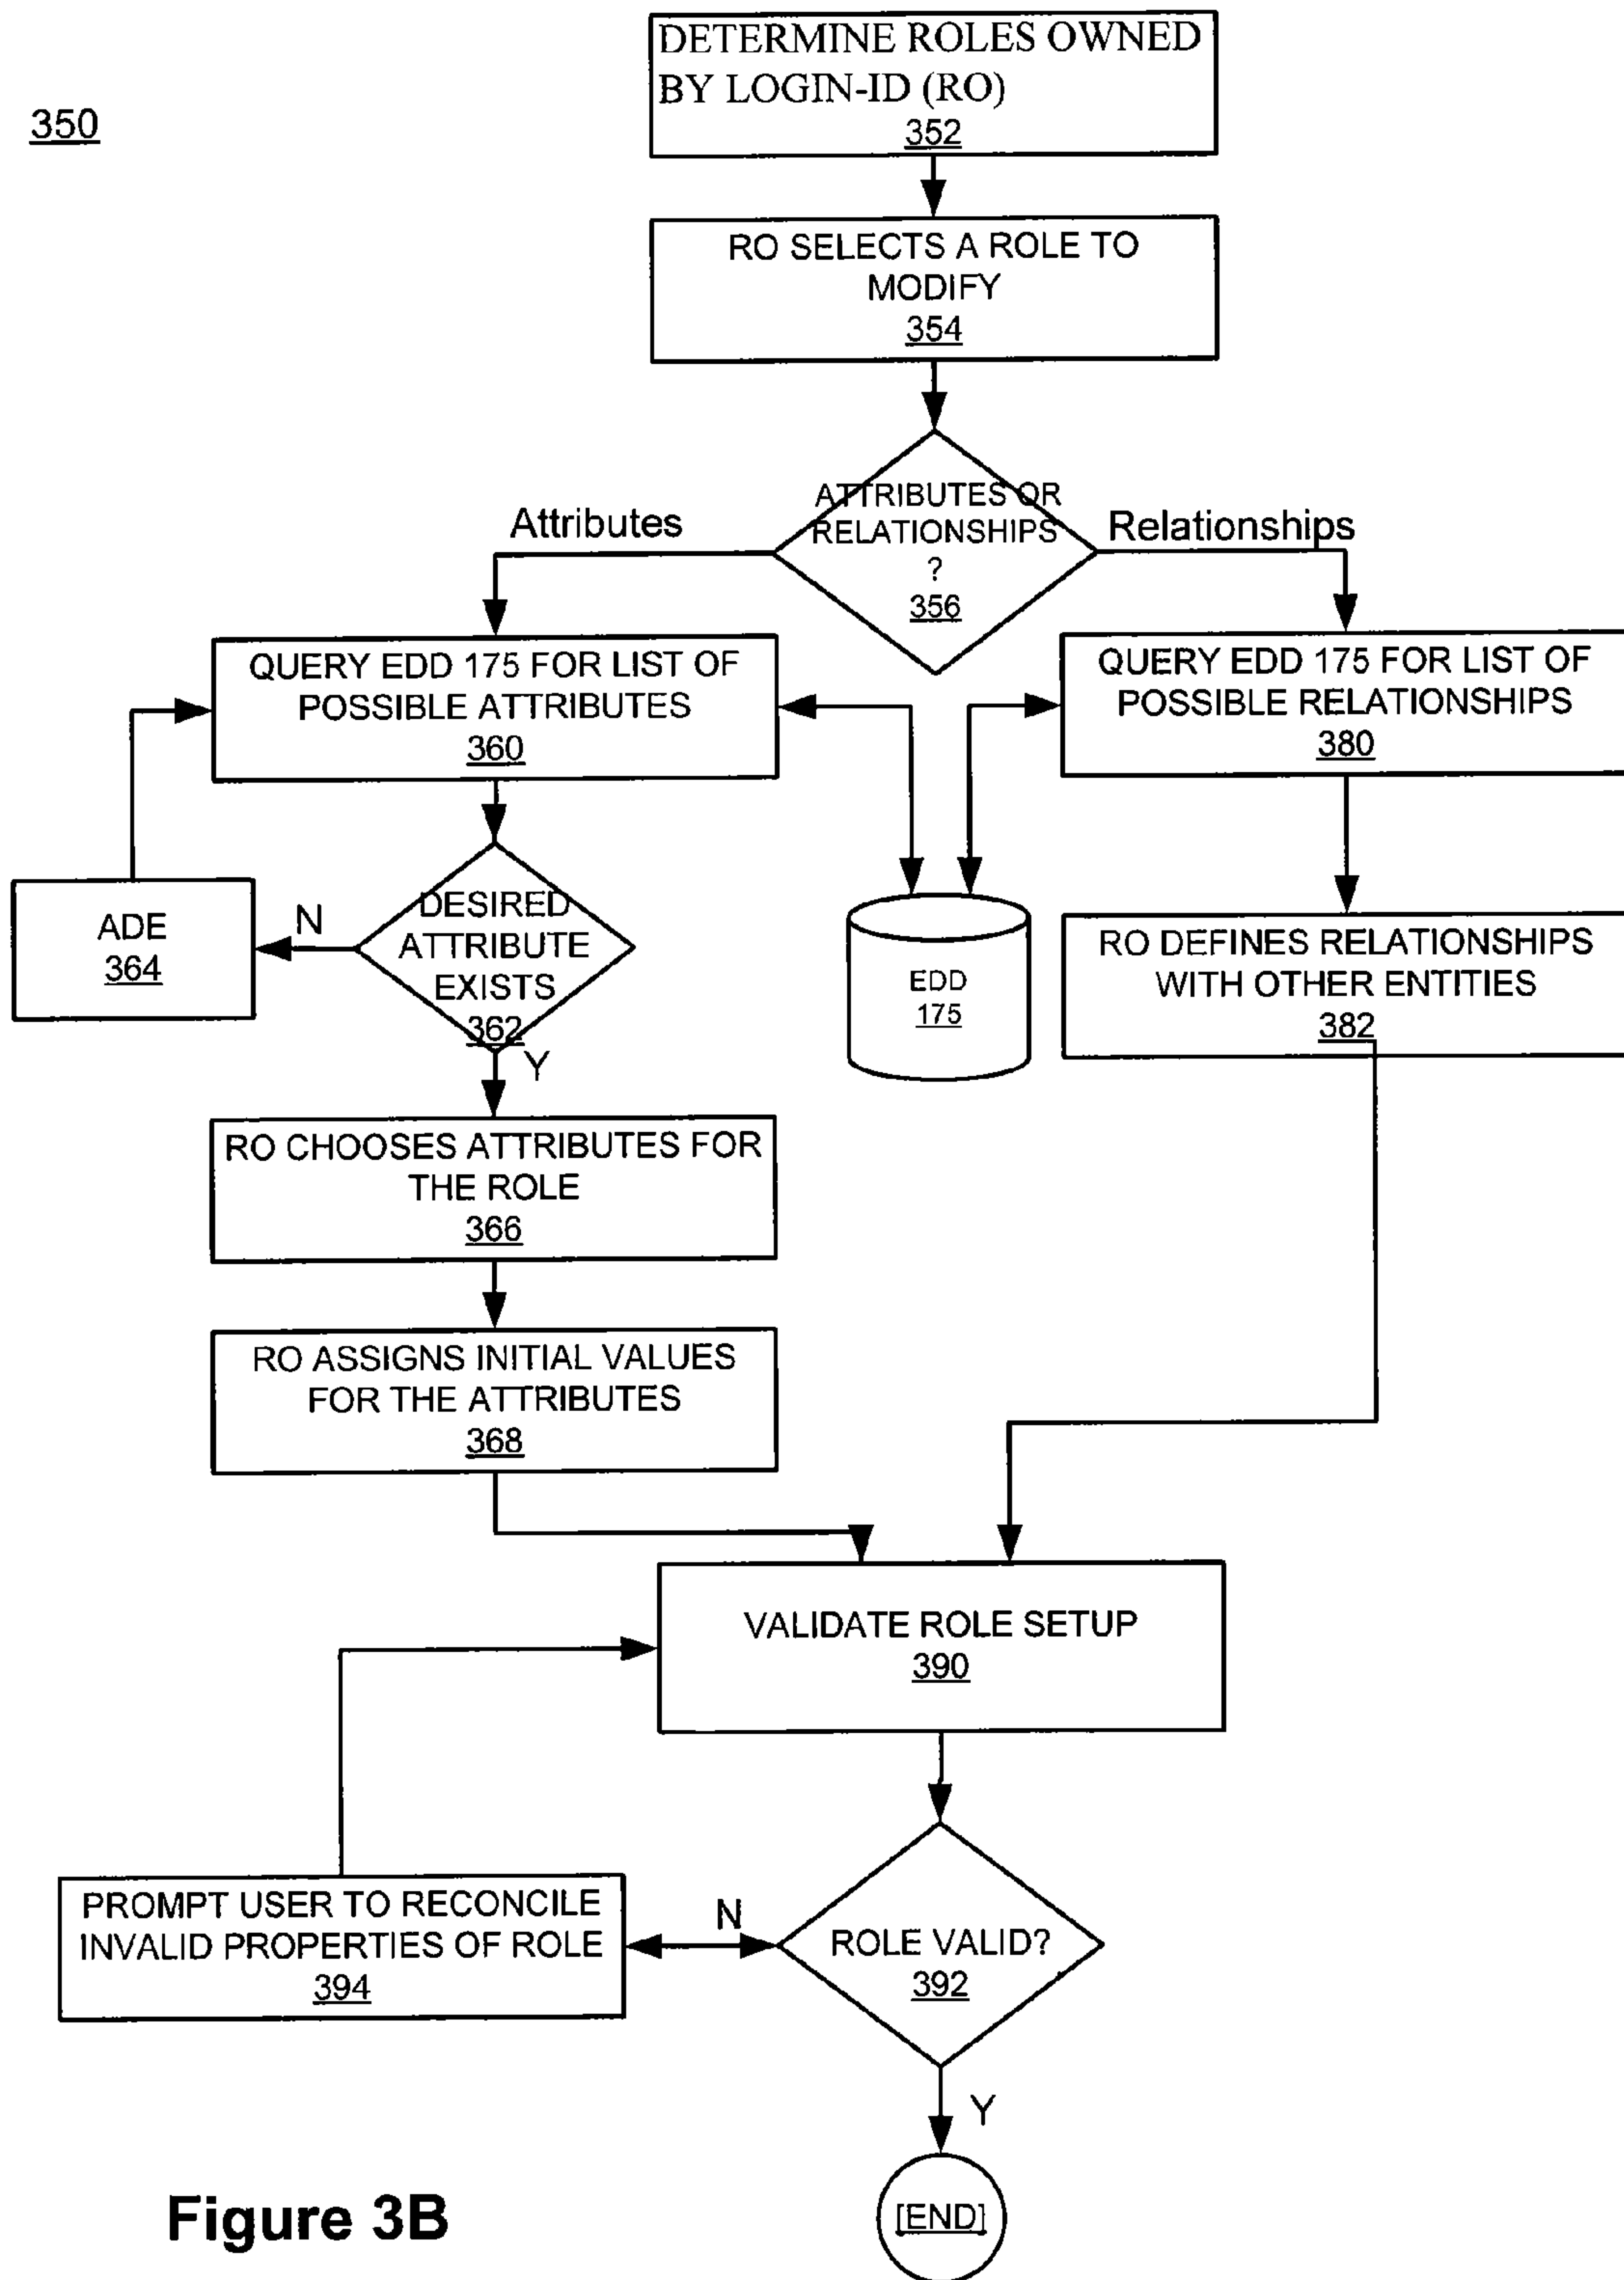 350
DETERMINE ROLES OWNED
BY LOGIN-ID (RO)
352
RO SELECTS A ROLE TO
MODIFY
354
ATTRIBUTES OR
RELATIONSHIPS
?
356
Attributes
Relationships
QUERY EDD 175 FOR LIST OF
POSSIBLE ATTRIBUTES
360
QUERY EDD 175 FOR LIST OF
POSSIBLE RELATIONSHIPS
380
ADE
364
N
DESIRED
ATTRIBUTE
EXISTS
362
Y
EDD
175
RO DEFINES RELATIONSHIPS
WITH OTHER ENTITIES
382
RO CHOOSES ATTRIBUTES FOR
THE ROLE
366
RO ASSIGNS INITIAL VALUES
FOR THE ATTRIBUTES
368
VALIDATE ROLE SETUP
390
PROMPT USER TO RECONCILE
INVALID PROPERTIES OF ROLE
394
N
ROLE VALID?
392
Y
[END]
Figure 3B